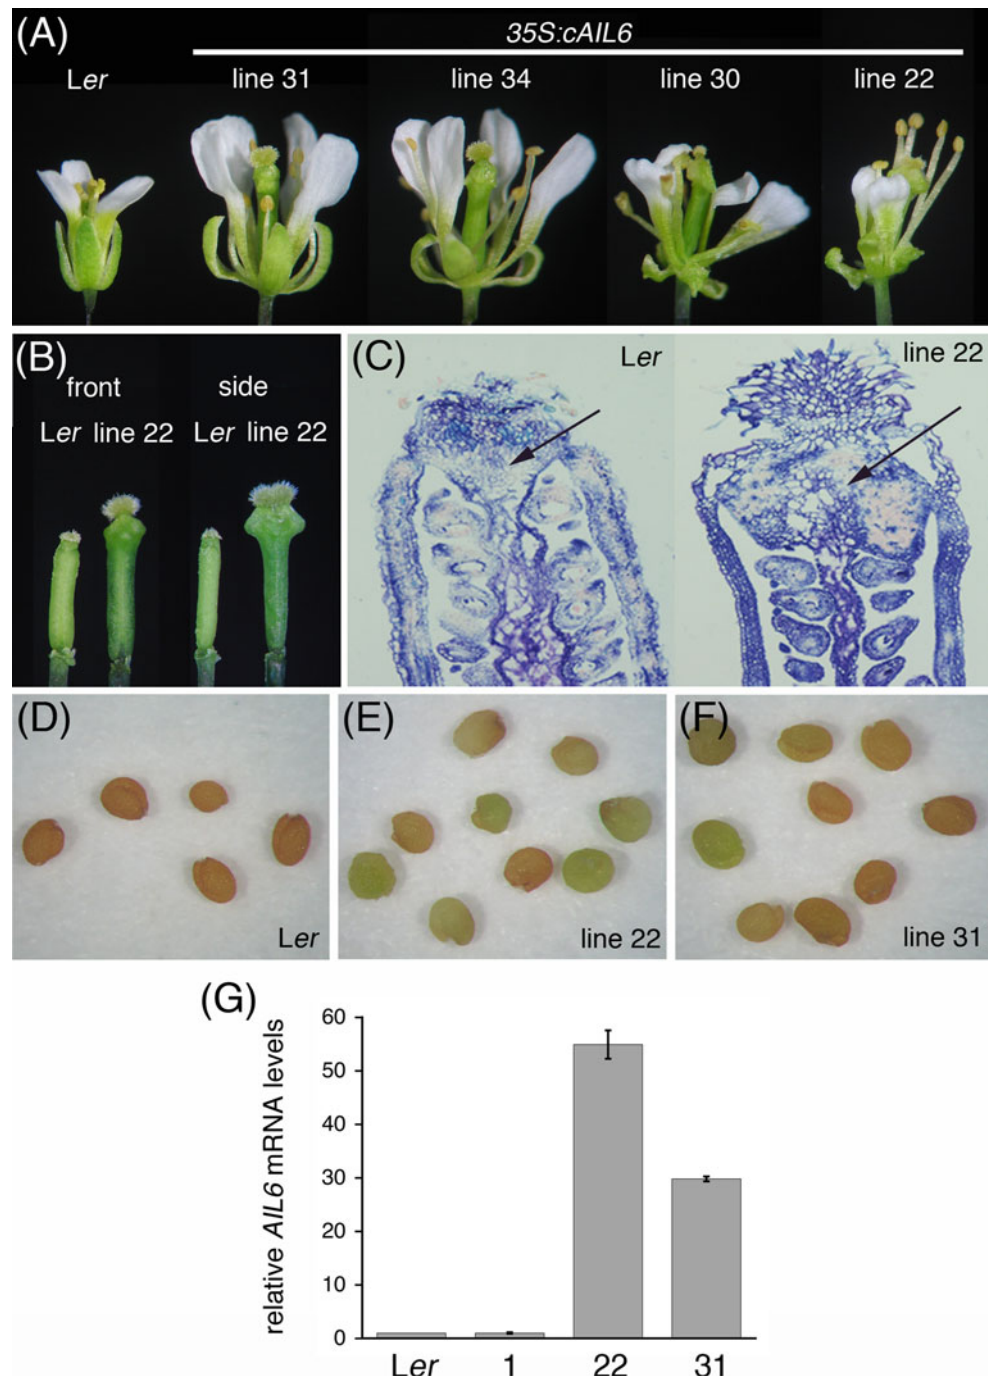 (A)
35S:cAIL6
Ler line 31 line 34 line 30 line 22
(B)
front side
Ler line 22 Ler line 22
(C)
Ler line 22
(D)
Ler
(E)
line 22
(F)
line 31
(G)
relative AIL6 mRNA levels
60
50
40
30
20
10
0
Ler 1 22 31